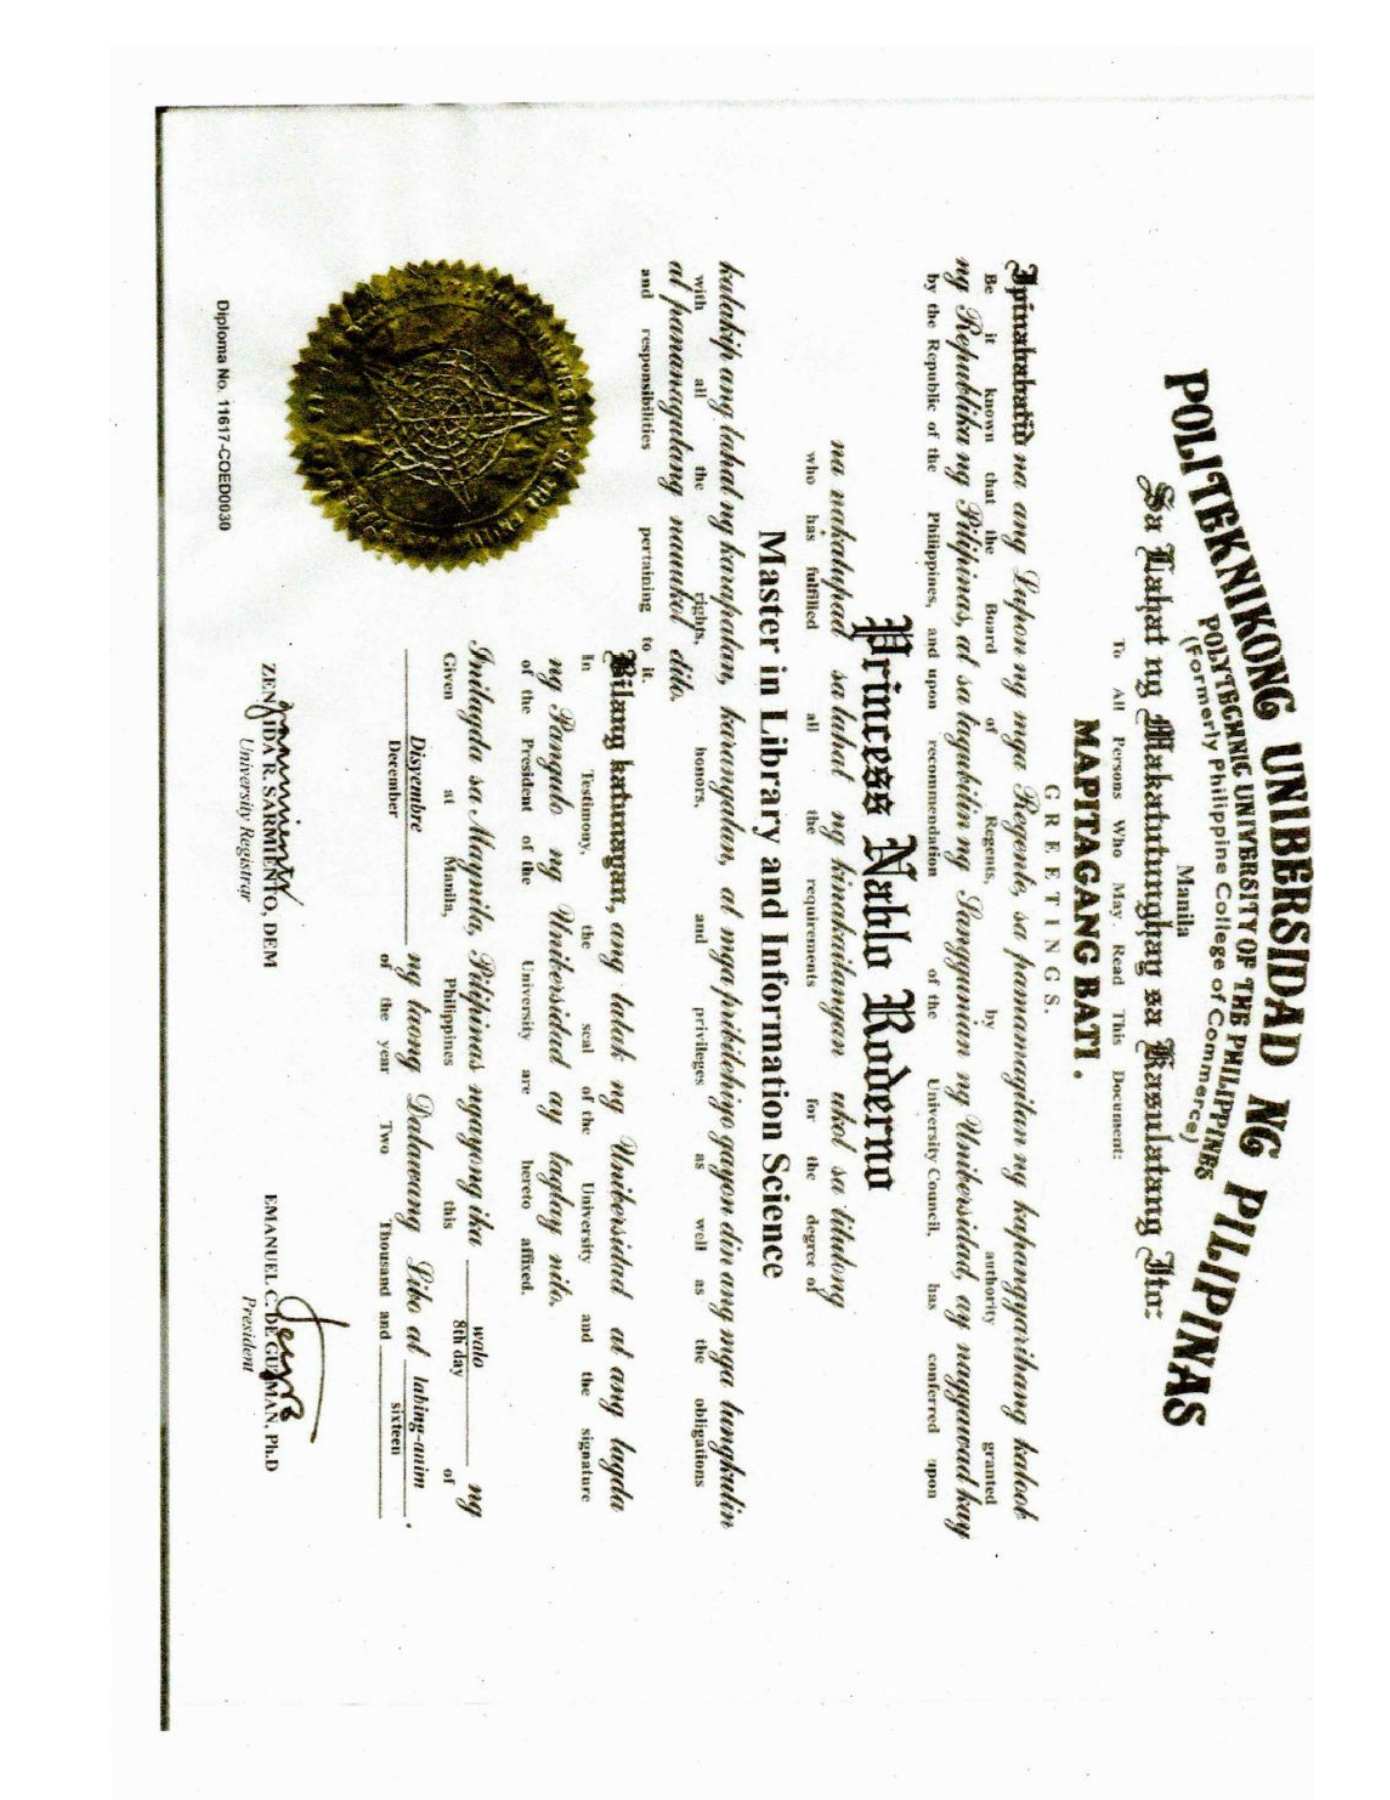 POLITEKNIKONG UNIBERSIDAD NG PILIPINAS
POLYTECHNIC UNIVERSITY OF THE PHILIPPINES
(Formerly Philippine College of Commerce)
Manila
Sa Lahat ng Makatutunghay sa Kasulatang Ito:
To All Persons Who May Read This Document:
MAPITAGANG BATI.
GREETINGS.
Ipinababatid na ang Lupon ng mga Regente, sa pamamagitan ng kapangyarihang kaloob
Be it known that the Board of Regents, by authority granted
ng Republika ng Pilipinas, at sa tagubilin ng Sanggunian ng Unibersidad, ay naggawad kay
by the Republic of the Philippines, and upon recommendation of the University Council, has conferred upon
Princess Nablo Roderno
na nakatupad sa lahat ng kinakailangan ukol sa titulong
who has fulfilled all the requirements for the degree of
Master in Library and Information Science
kalakip ang lahat ng karapatan, karangalan, at mga pribilehiyo gayon din ang mga tungkulin
with all the rights, honors, and privileges as well as the obligations
at pananagutang nauukol dito.
and responsibilities pertaining to it.
Bilang katunayan, ang tatak ng Unibersidad at ang lagda
In Testimony, the seal of the University and the signature
ng Pangulo ng Unibersidad ay taglay nito.
of the President of the University are hereto affixed.
Inilagda sa Maynila, Pilipinas ngayong ika walo ng
Given at Manila, Philippines this 8th day of
Disyembre ng taong Dalawang Libo at labing-anim.
December of the year Two Thousand and sixteen
ZENAIDA R. SARMIENTO, DEM
University Registrar
EMANUEL C. DE GUZMAN, Ph.D
President
Diploma No. 11617-COED0030